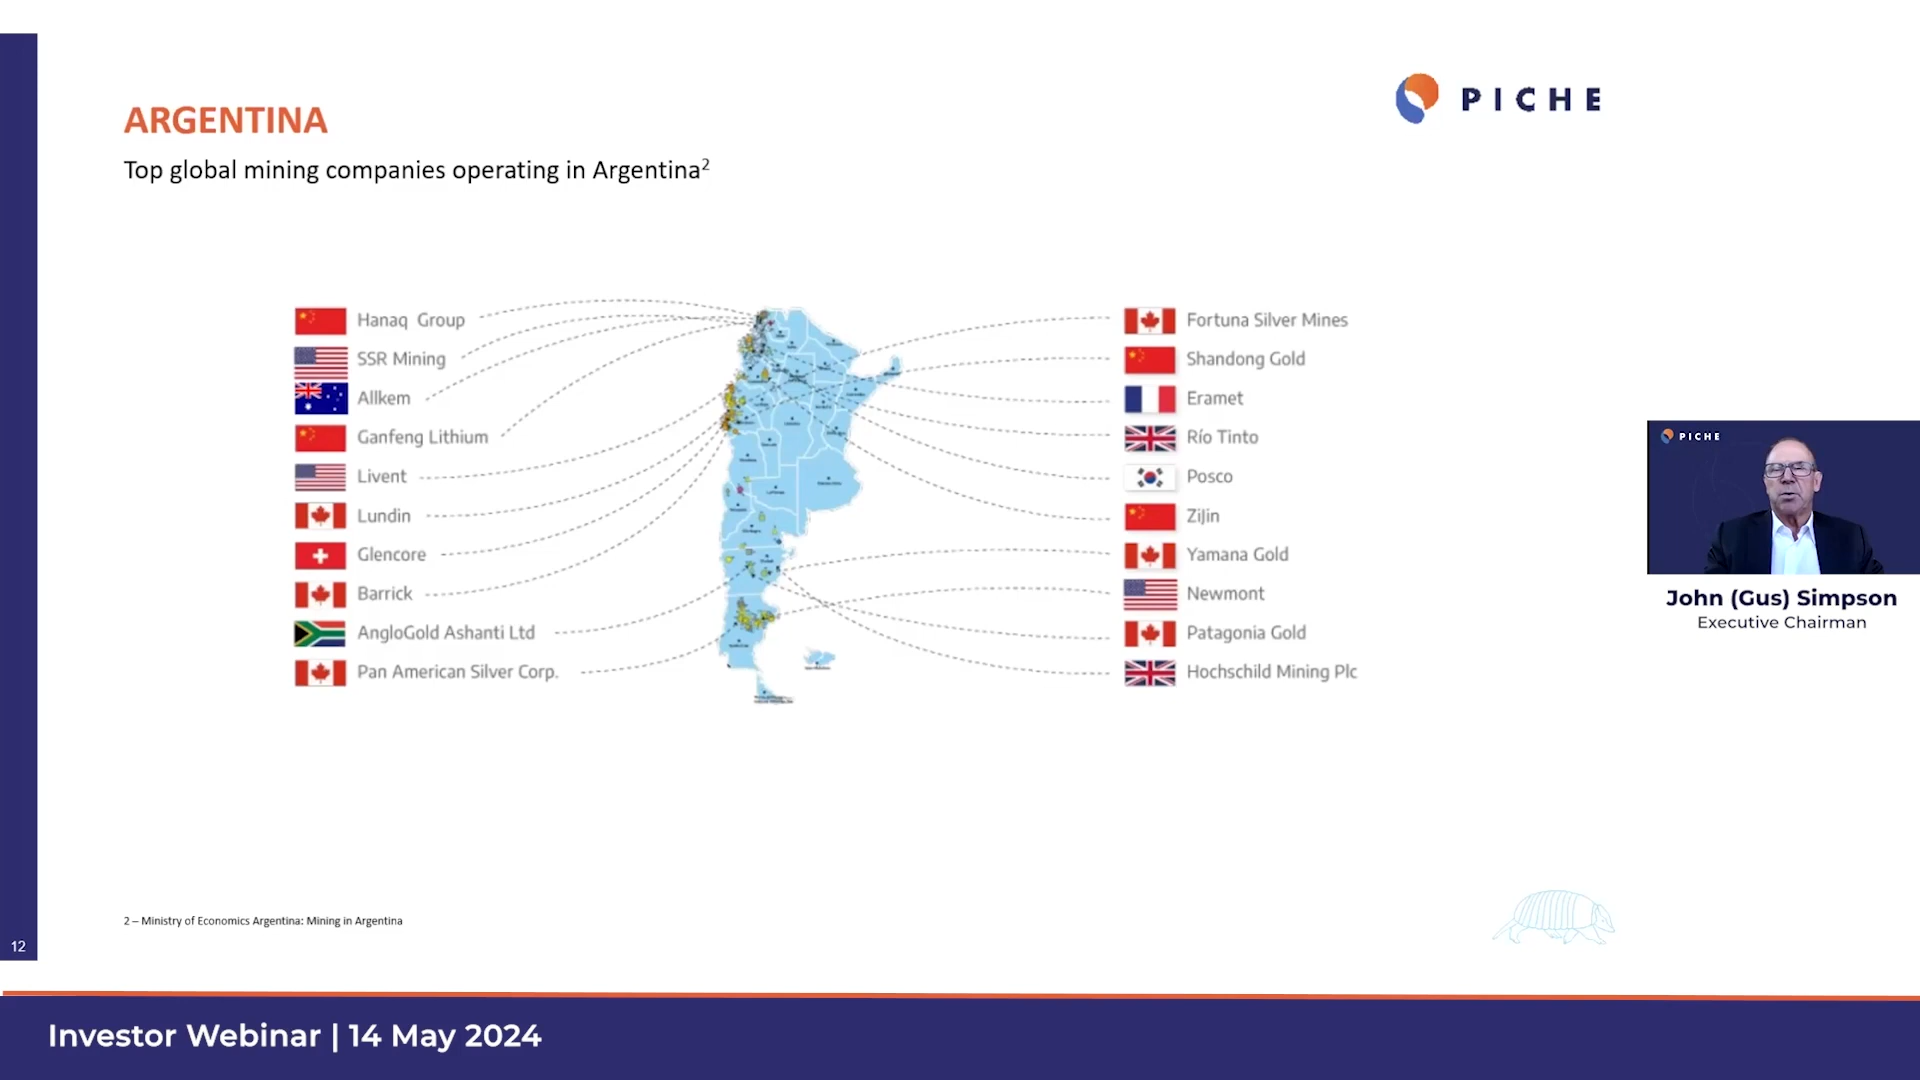 ARGENTINA
PICHE
Top global mining companies operating in Argentina2
Hanaq Group
SSR Mining
Allkem
Ganfeng Lithium
Livent
Lundin
Glencore
Barrick
AngloGold Ashanti Ltd
Pan American Silver Corp.
Fortuna Silver Mines
Shandong Gold
Eramet
Río Tinto
Posco
ZiJin
Yamana Gold
Newmont
Patagonia Gold
Hochschild Mining Plc
PICHE
John (Gus) Simpson
Executive Chairman
2 – Ministry of Economics Argentina: Mining in Argentina
12
Investor Webinar | 14 May 2024